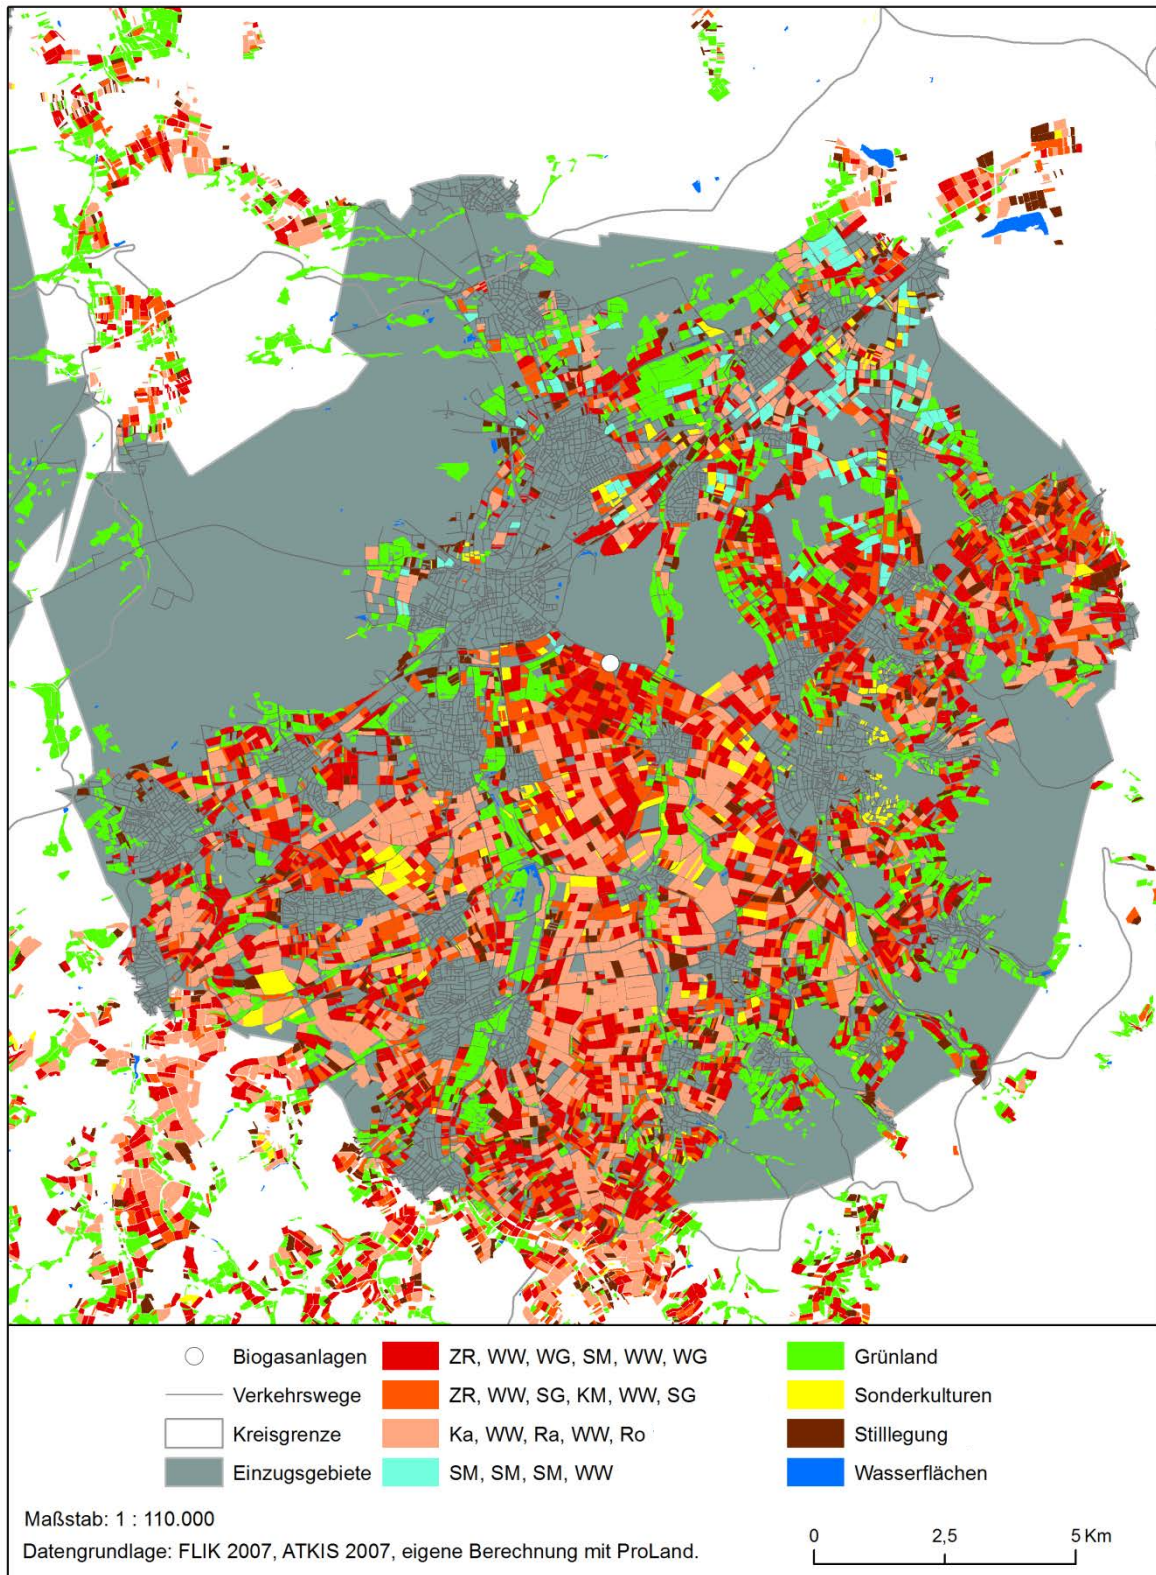 Biogasanlagen
Verkehrswege
Kreisgrenze
Einzugsgebiete
ZR, WW, WG, SM, WW, WG
ZR, WW, SG, KM, WW, SG
Ka, WW, Ra, WW, Ro
SM, SM, SM, WW
Grünland
Sonderkulturen
Stilllegung
Wasserflächen
Maßstab: 1 : 110.000
Datengrundlage: FLIK 2007, ATKIS 2007, eigene Berechnung mit ProLand.
0 2,5 5 Km